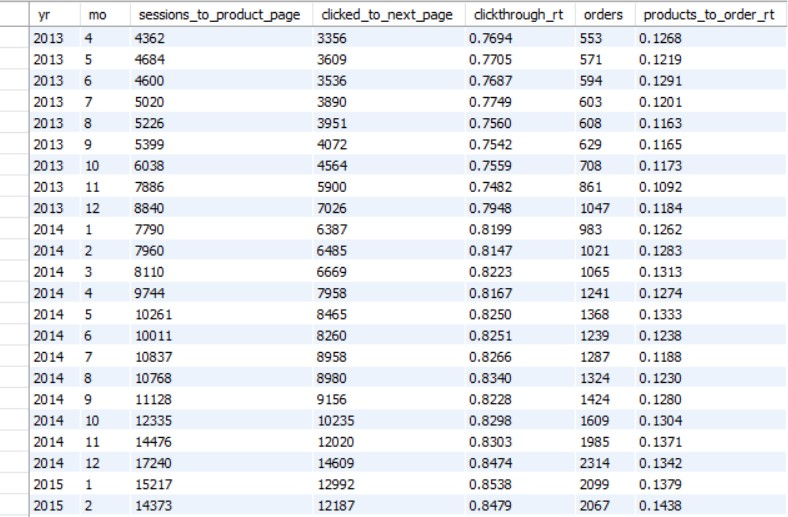 yr mo sessions_to_product_page clicked_to_next_page clickthrough_rt orders products_to_order_rt
2013 4 4362 3356 0.7694 553 0.1268
2013 5 4684 3609 0.7705 571 0.1219
2013 6 4600 3536 0.7687 594 0.1291
2013 7 5020 3890 0.7749 603 0.1201
2013 8 5226 3951 0.7560 608 0.1163
2013 9 5399 4072 0.7542 629 0.1165
2013 10 6038 4564 0.7559 708 0.1173
2013 11 7886 5900 0.7482 861 0.1092
2013 12 8840 7026 0.7948 1047 0.1184
2014 1 7790 6387 0.8199 983 0.1262
2014 2 7960 6485 0.8147 1021 0.1283
2014 3 8110 6669 0.8223 1065 0.1313
2014 4 9744 7958 0.8167 1241 0.1274
2014 5 10261 8465 0.8250 1368 0.1333
2014 6 10011 8260 0.8251 1239 0.1238
2014 7 10837 8958 0.8266 1287 0.1188
2014 8 10768 8980 0.8340 1324 0.1230
2014 9 11128 9156 0.8228 1424 0.1280
2014 10 12335 10235 0.8298 1609 0.1304
2014 11 14476 12020 0.8303 1985 0.1371
2014 12 17240 14609 0.8474 2314 0.1342
2015 1 15217 12992 0.8538 2099 0.1379
2015 2 14373 12187 0.8479 2067 0.1438